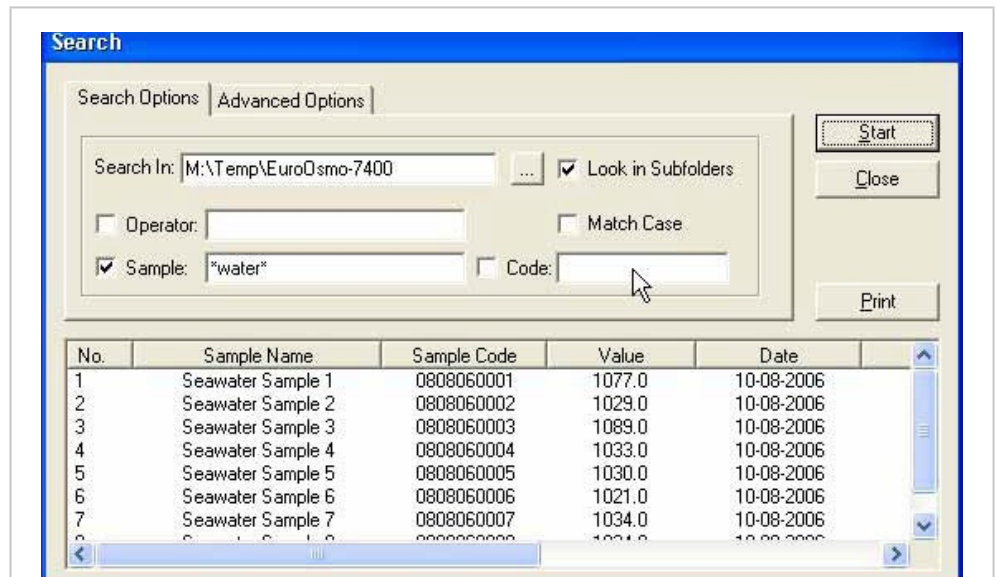 Search
Search Options Advanced Options
Start
Search In: M:\Temp\EuroOsmo-7400 ... Look in Subfolders
Close
Operator: Match Case
Sample: *water* Code:
Print
No. Sample Name Sample Code Value Date
1 Seawater Sample 1 0808060001 1077.0 10-08-2006
2 Seawater Sample 2 0808060002 1029.0 10-08-2006
3 Seawater Sample 3 0808060003 1089.0 10-08-2006
4 Seawater Sample 4 0808060004 1033.0 10-08-2006
5 Seawater Sample 5 0808060005 1030.0 10-08-2006
6 Seawater Sample 6 0808060006 1021.0 10-08-2006
7 Seawater Sample 7 0808060007 1034.0 10-08-2006